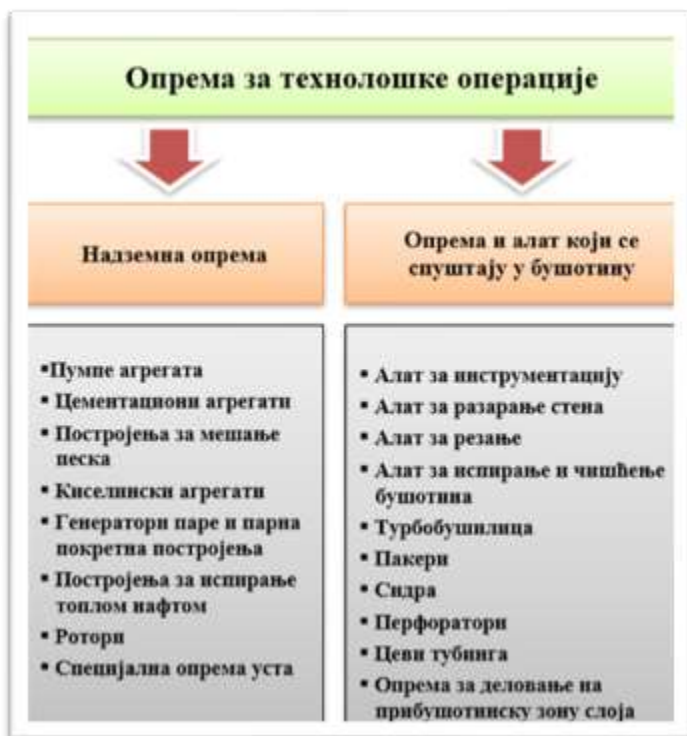 Опрема за технолошке операције
Надземна опрема
▪Пумпе агрегата
▪ Цементациони агрегати
▪ Постројења за мешање
песка
▪ Киселински агрегати
▪ Генератори паре и парна
покретна постројења
▪ Постројења за испирање
топлом нафтом
▪ Ротори
▪ Специјална опрема уста
Опрема и алат који се
спуштају у бушотину
▪ Алат за инструментацију
▪ Алат за разарање стена
▪ Алат за резање
▪ Алат за испирање и чишћење
бушотина
▪ Турбобушилица
▪ Пакери
▪ Сидра
▪ Перфоратори
▪ Цеви тубинга
▪ Опрема за деловање на
прибушотинску зону слоја